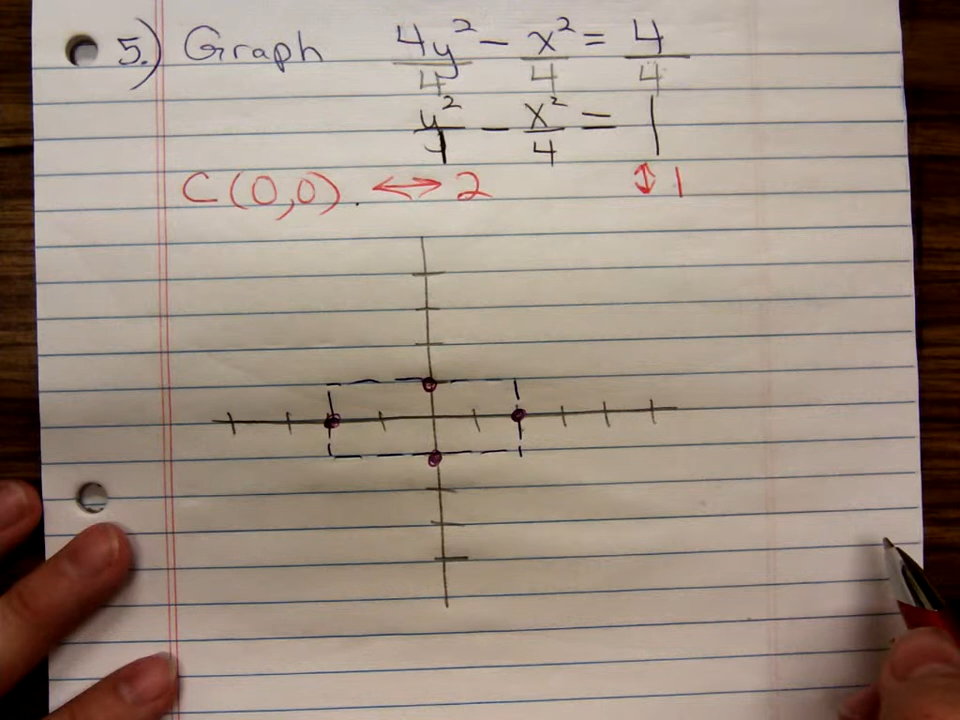 5.) Graph 4y² − x² = 4
4 4 4
y² − x² = 1
1 4
C(0,0). ↔ 2 ↕ 1